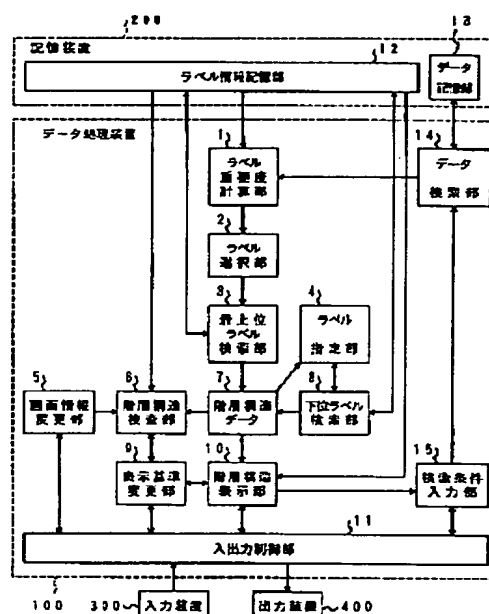 200
記憶装置
12
ラベル情報記憶部
13
データ
記憶部
データ処理装置
1
ラベル
重要度
計算部
14
データ
検索部
2
ラベル
選択部
3
最上位
ラベル
検索部
4
ラベル
指定部
5
画面情報
変更部
6
階層構造
検査部
7
階層構造
データ
8
下位ラベル
検索部
9
表示基準
変更部
10
階層構造
表示部
15
検索条件
入力部
11
入出力制御部
100
300
入力装置
出力装置
400